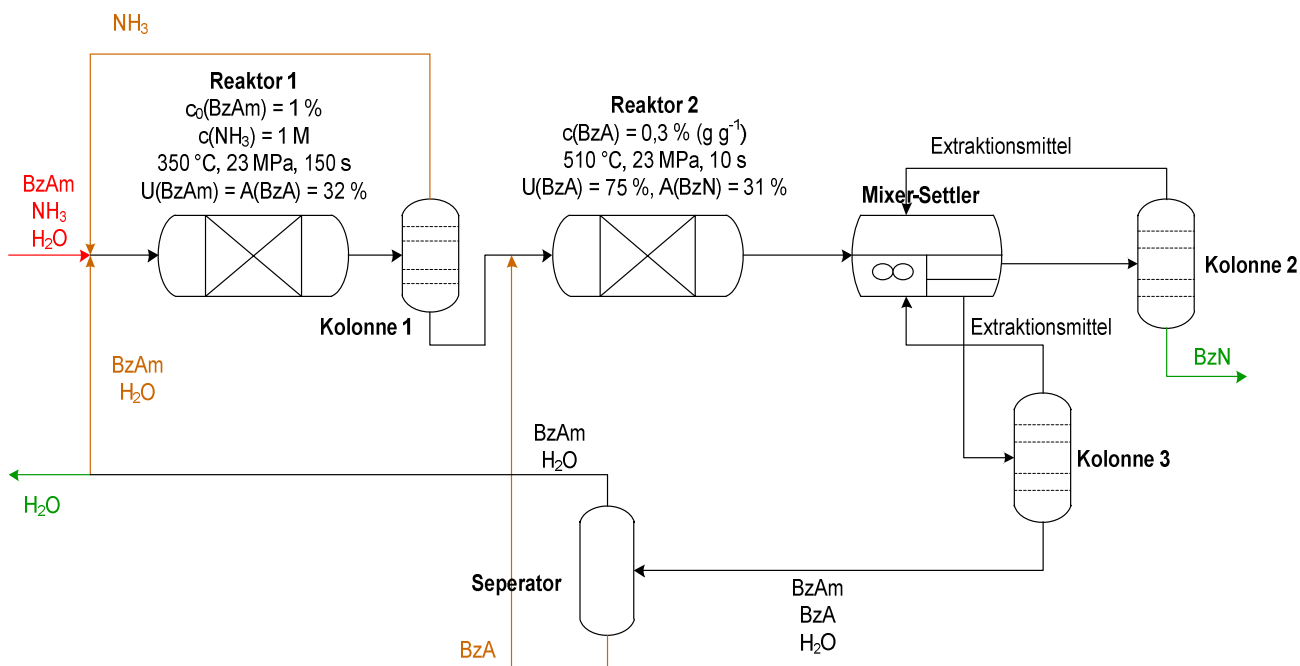 NH₃
Reaktor 1
c₀(BzAm) = 1 %
c(NH₃) = 1 M
350 °C, 23 MPa, 150 s
U(BzAm) = A(BzA) = 32 %
Reaktor 2
c(BzA) = 0,3 % (g g⁻¹)
510 °C, 23 MPa, 10 s
U(BzA) = 75 %, A(BzN) = 31 %
Extraktionsmittel
Mixer-Settler
BzAm
NH₃
H₂O
Kolonne 2
Kolonne 1
Extraktionsmittel
BzN
BzAm
H₂O
BzAm
H₂O
Kolonne 3
H₂O
Seperator
BzAm
BzA
H₂O
BzA